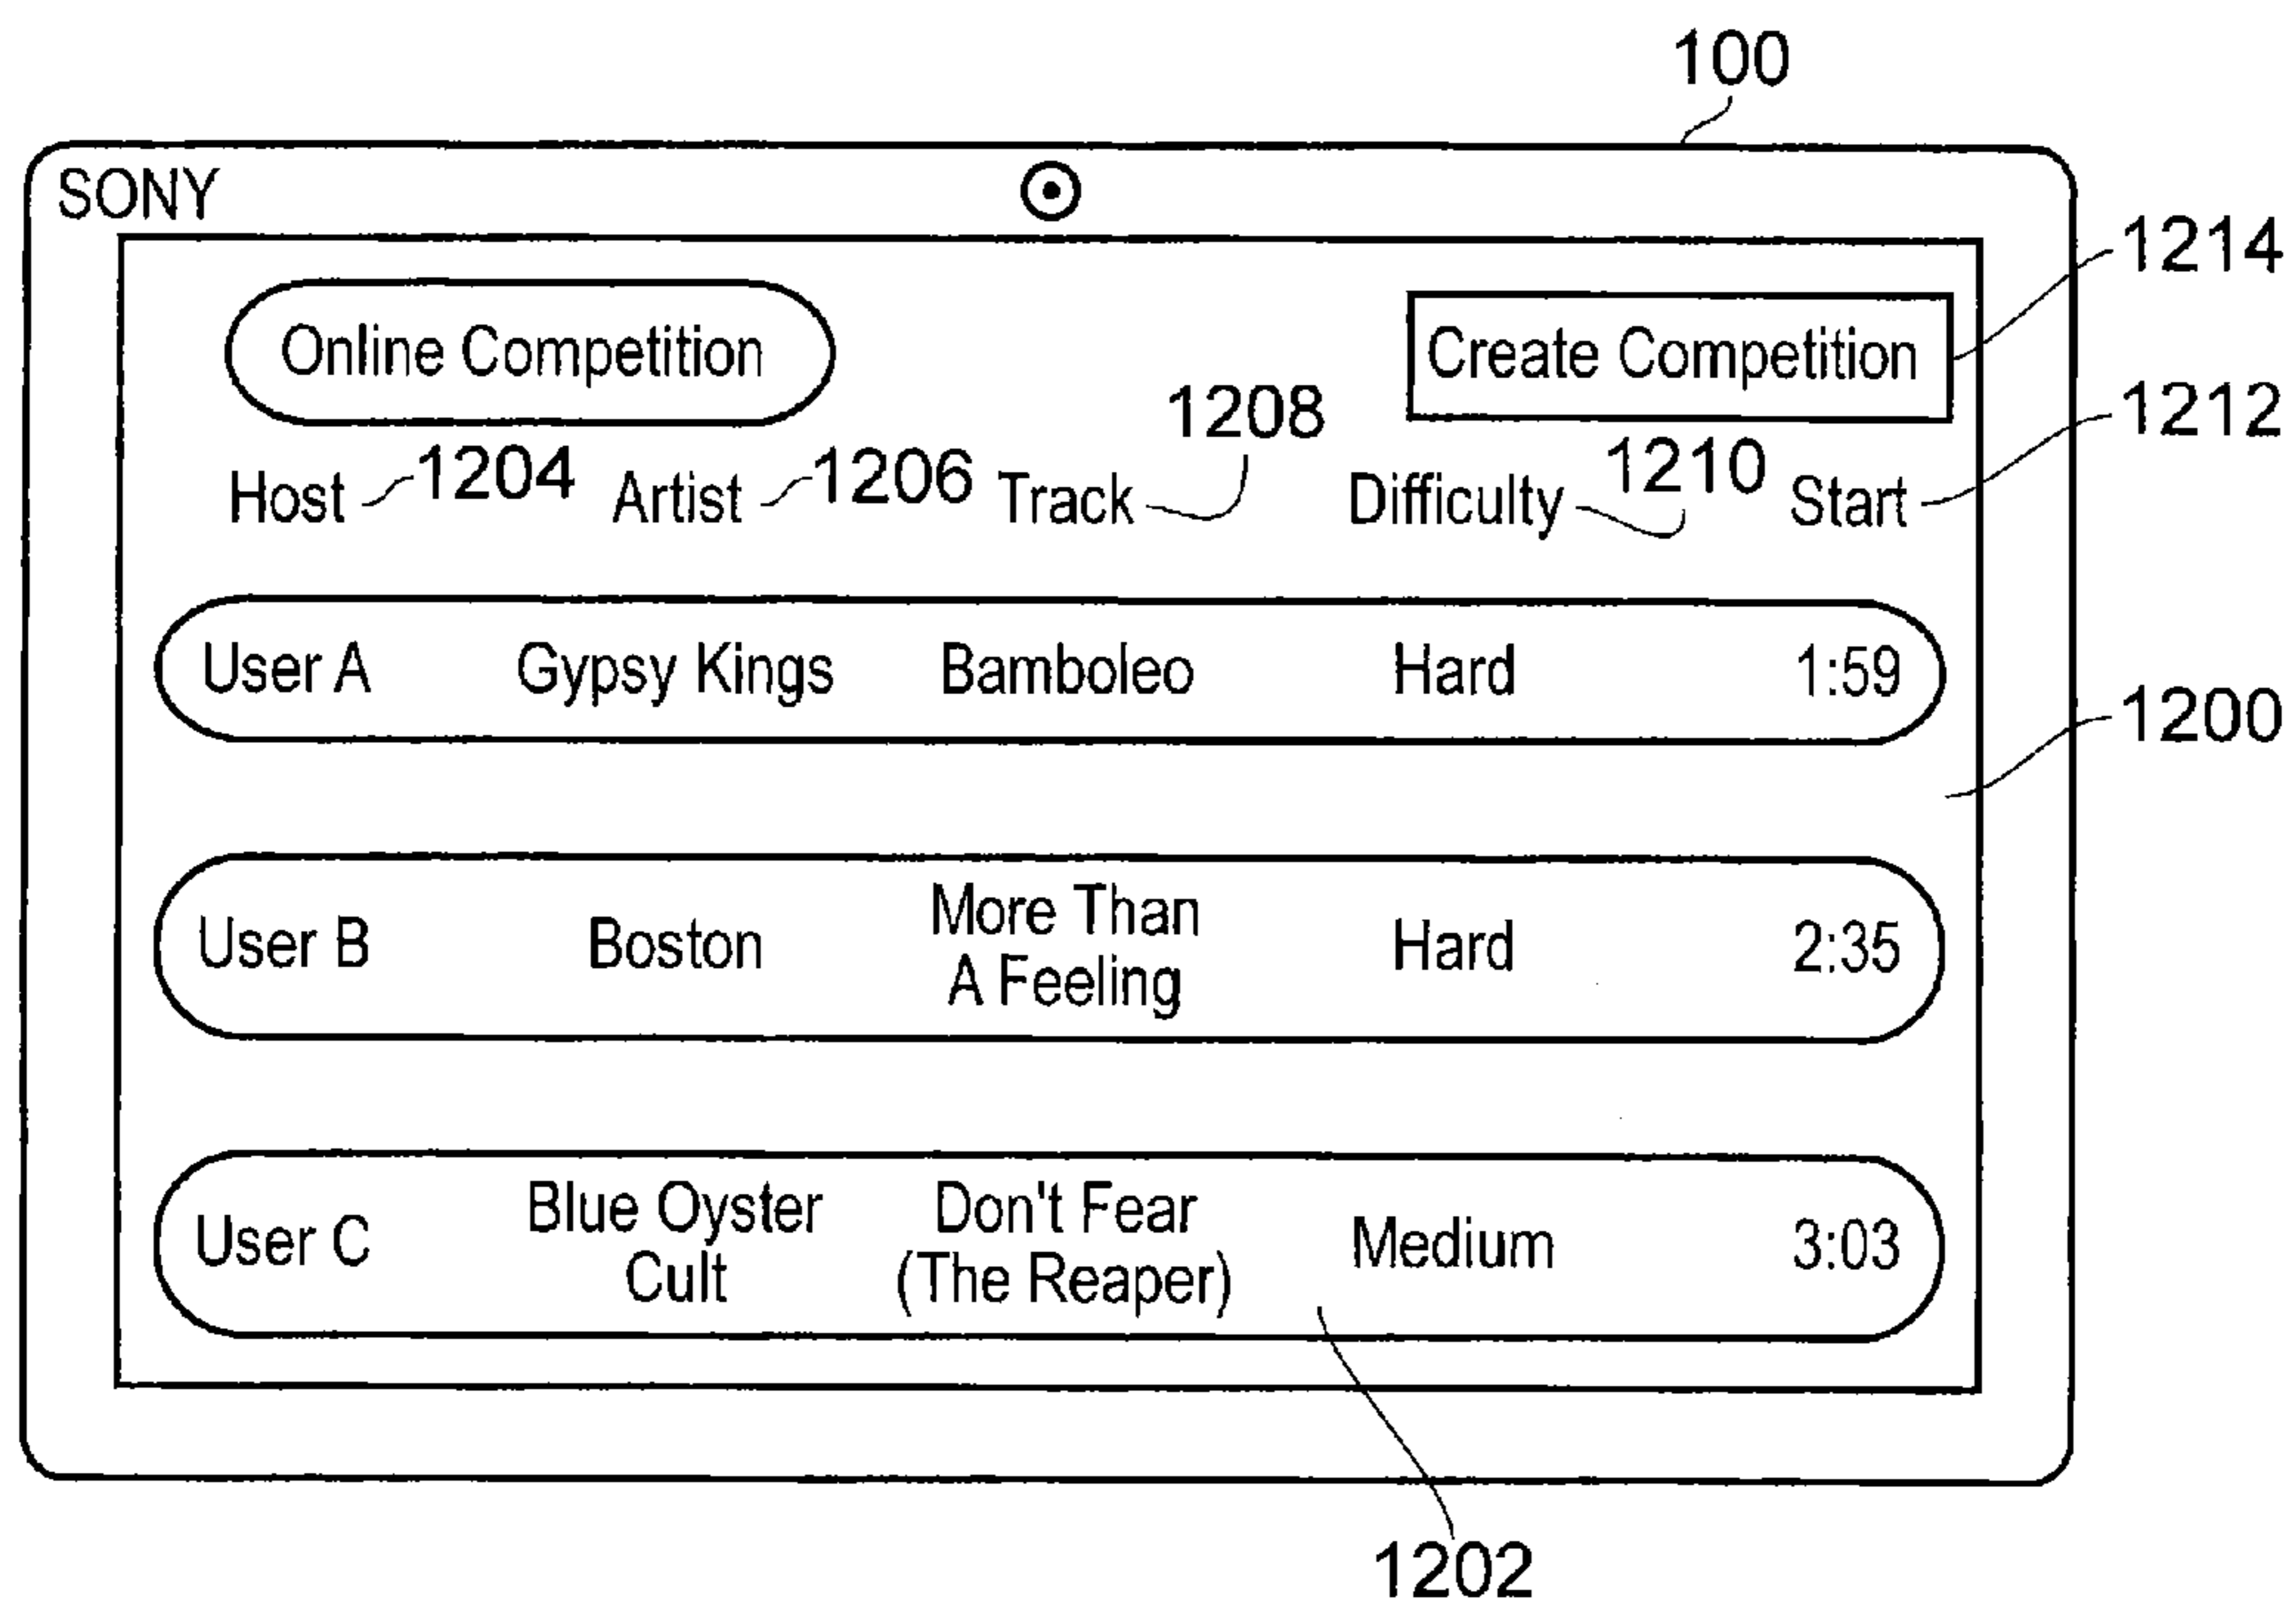 100
SONY
1214
Online Competition
Create Competition
1208
1212
Host 1204 Artist 1206 Track Difficulty 1210 Start
User A Gypsy Kings Bamboleo Hard 1:59
1200
User B Boston More Than A Feeling Hard 2:35
User C Blue Oyster Cult Don't Fear (The Reaper) Medium 3:03
1202